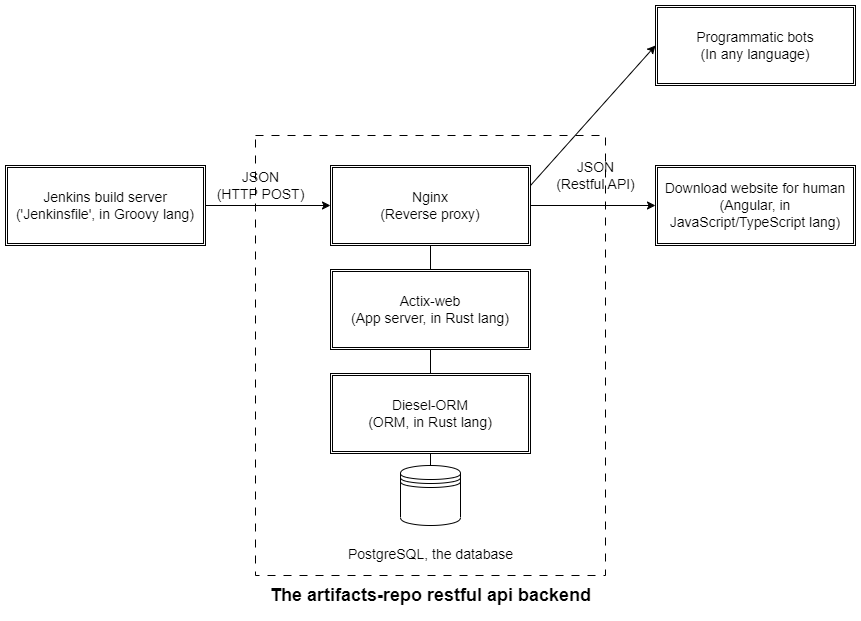 Programmatic bots
(In any language)
JSON
(HTTP POST)
JSON
(Restful API)
Jenkins build server
('Jenkinsfile', in Groovy lang)
Nginx
(Reverse proxy)
Download website for human
(Angular, in
JavaScript/TypeScript lang)
Actix-web
(App server, in Rust lang)
Diesel-ORM
(ORM, in Rust lang)
PostgreSQL, the database
The artifacts-repo restful api backend